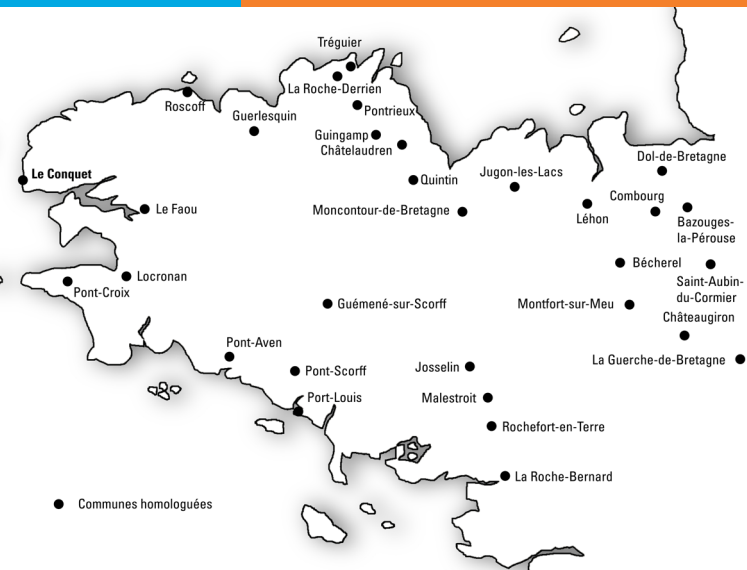 Tréguier
La Roche-Derrien
Roscoff
Pontrieux
Guerlesquin
Guingamp
Châtelaudren
Dol-de-Bretagne
Le Conquet
Quintin
Jugon-les-Lacs
Combourg
Le Faou
Moncontour-de-Bretagne
Léhon
Bazouges-
la-Pérouse
Bécherel
Locronan
Saint-Aubin-
du-Cormier
Pont-Croix
Guémené-sur-Scorff
Montfort-sur-Meu
Châteaugiron
Pont-Aven
La Guerche-de-Bretagne
Pont-Scorff
Josselin
Port-Louis
Malestroit
Rochefort-en-Terre
La Roche-Bernard
Communes homologuées